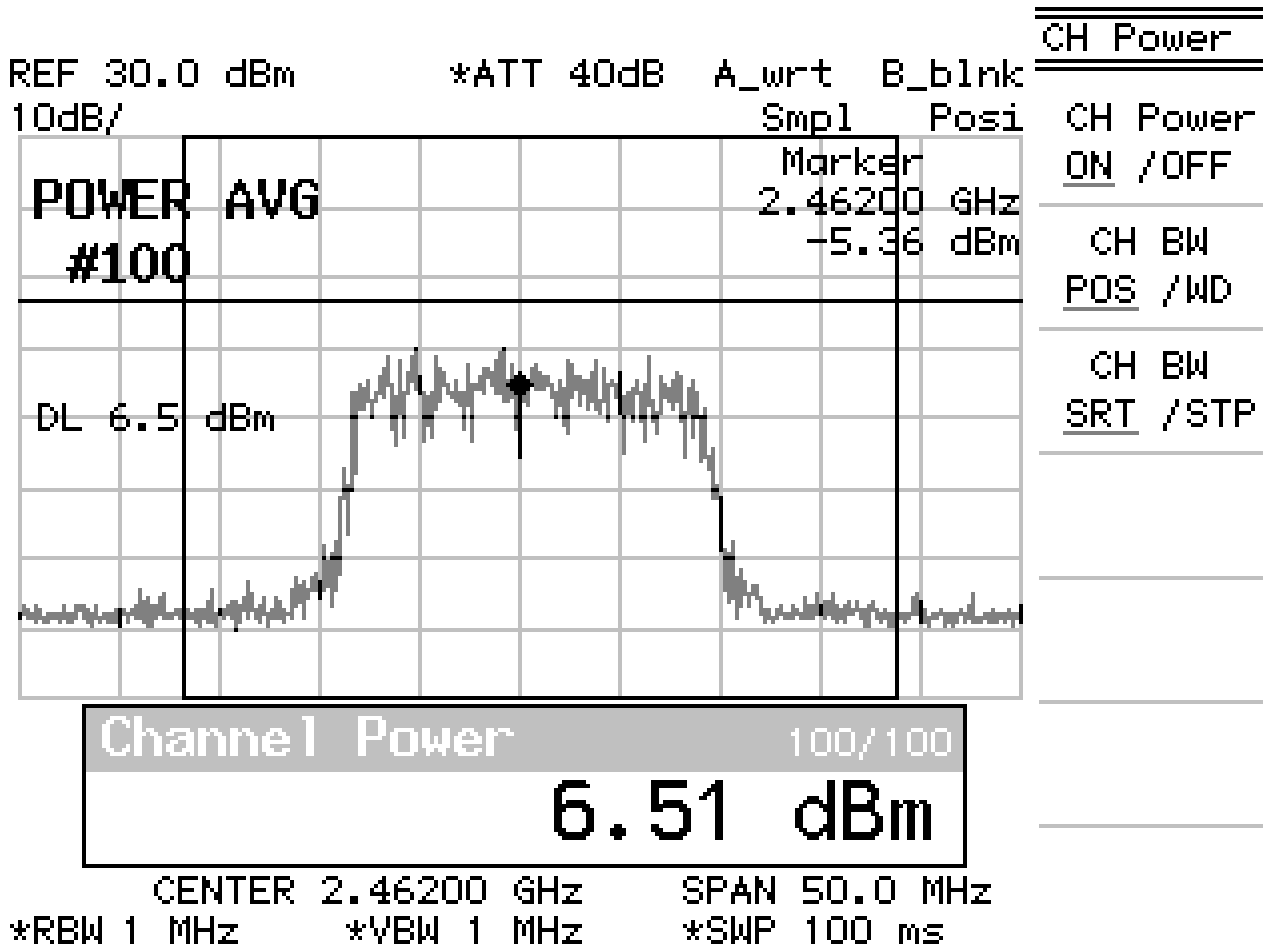 CH Power
REF 30.0 dBm *ATT 40dB A_wrt B_blnk
10dB/ Smpl Posi
CH Power
ON /OFF
Marker
2.46200 GHz
-5.36 dBm
POWER AVG
#100
CH BW
POS /WD
CH BW
SRT /STP
DL 6.5 dBm
Channel Power 100/100
6.51 dBm
CENTER 2.46200 GHz SPAN 50.0 MHz
*RBW 1 MHz *VBW 1 MHz *SWP 100 ms